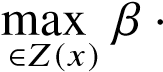 max β ·
∈Z(x)